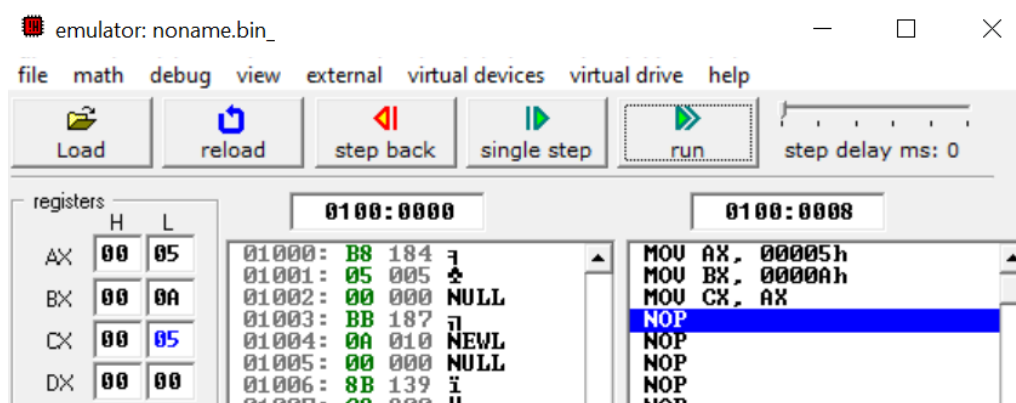 emulator: noname.bin_
file math debug view external virtual devices virtual drive help
Load reload step back single step run step delay ms: 0
registers
H L
AX 00 05
BX 00 0A
CX 00 05
DX 00 00
0100:0000
01000: B8 184 ╕
01001: 05 005 ♣
01002: 00 000 NULL
01003: BB 187 ╗
01004: 0A 010 NEWL
01005: 00 000 NULL
01006: 8B 139 ï
0100:0008
MOV AX, 00005h
MOV BX, 0000Ah
MOV CX, AX
NOP
NOP
NOP
NOP
NOP